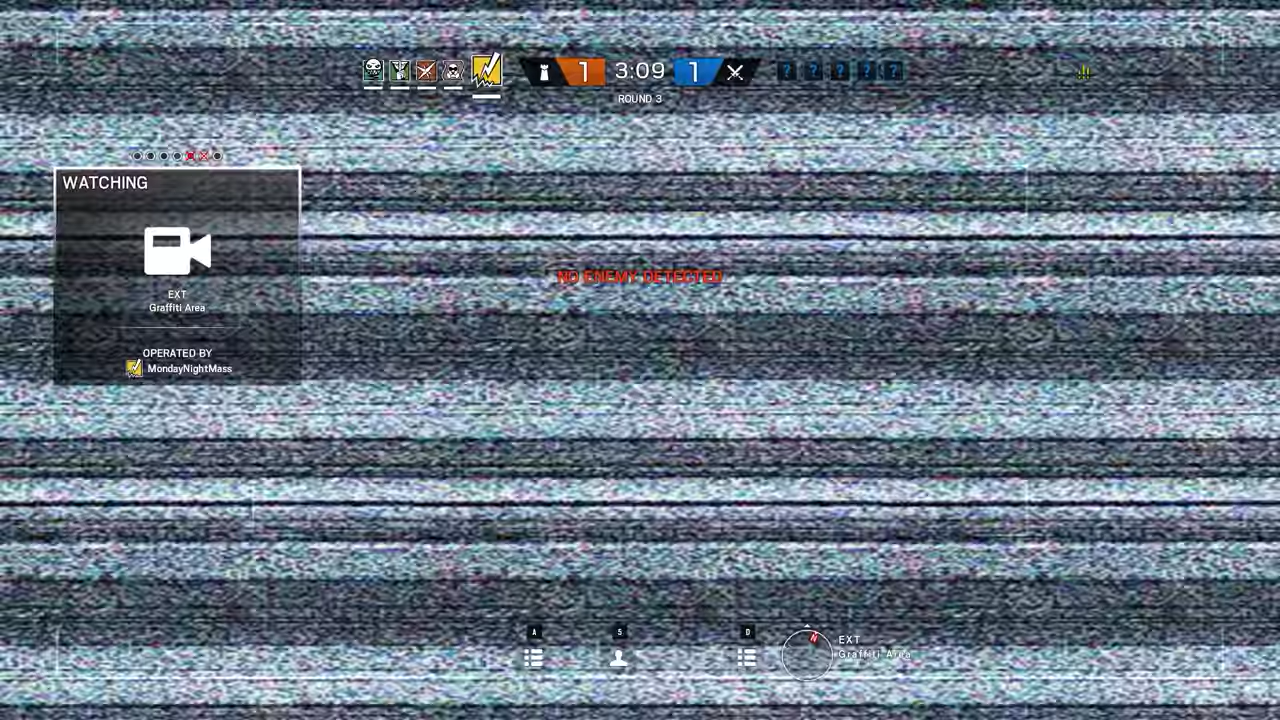 1 3:09 1
? ? ? ? ?
ROUND 3
WATCHING
EXT
Graffiti Area
OPERATED BY
MondayNightMass
NO ENEMY DETECTED
A S D
N
EXT
Graffiti Area